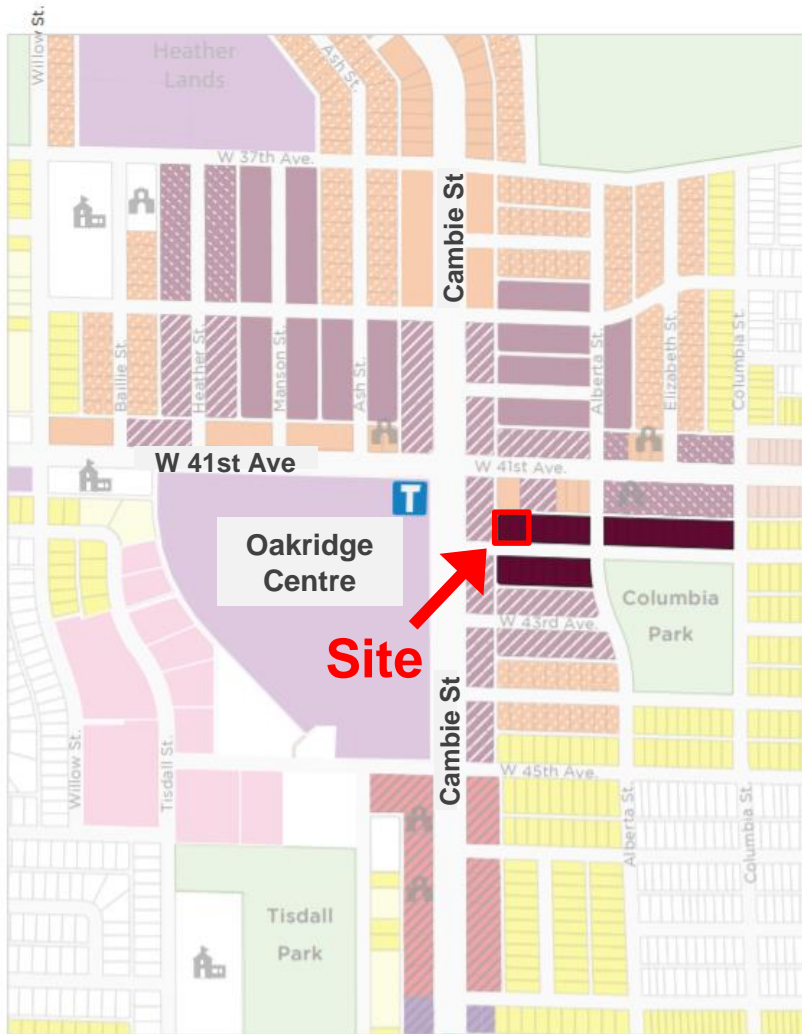 Willow St.
Heather
Lands
Ash St.
W 37th Ave.
Cambie St
Baillie St.
Heather St.
Manson St.
Ash St.
Alberta St.
Elizabeth St.
Columbia St.
W 41st Ave
W 41st Ave.
T
Oakridge
Centre
Columbia
Park
W 43rd Ave.
Site
Cambie St
Willow St.
Tisdall St.
W 45th Ave.
Alberta St.
Columbia St.
Tisdall
Park